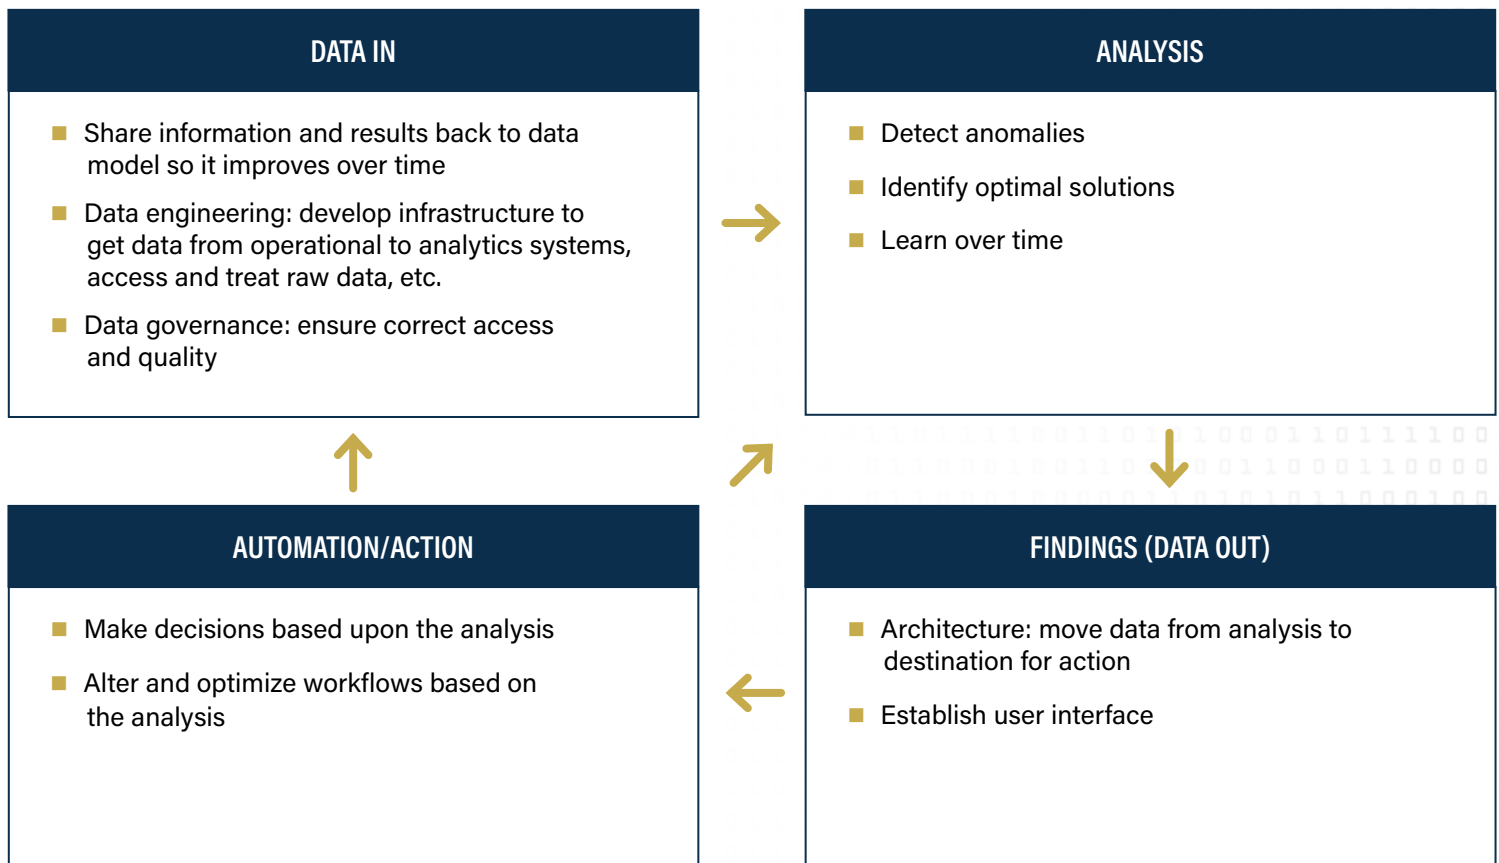 DATA IN
Share information and results back to data
model so it improves over time
Data engineering: develop infrastructure to
get data from operational to analytics systems,
access and treat raw data, etc.
Data governance: ensure correct access
and quality
ANALYSIS
Detect anomalies
Identify optimal solutions
Learn over time
AUTOMATION/ACTION
Make decisions based upon the analysis
Alter and optimize workflows based on
the analysis
FINDINGS (DATA OUT)
Architecture: move data from analysis to
destination for action
Establish user interface